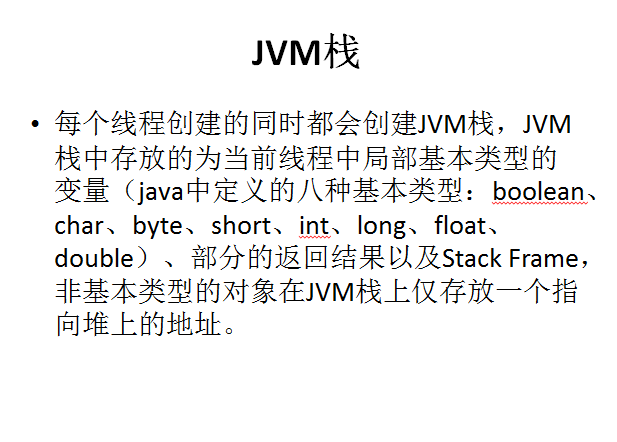 JVM栈
• 每个线程创建的同时都会创建JVM栈，JVM
栈中存放的为当前线程中局部基本类型的
变量（java中定义的八种基本类型：boolean、
char、byte、short、int、long、float、
double）、部分的返回结果以及Stack Frame，
非基本类型的对象在JVM栈上仅存放一个指
向堆上的地址。